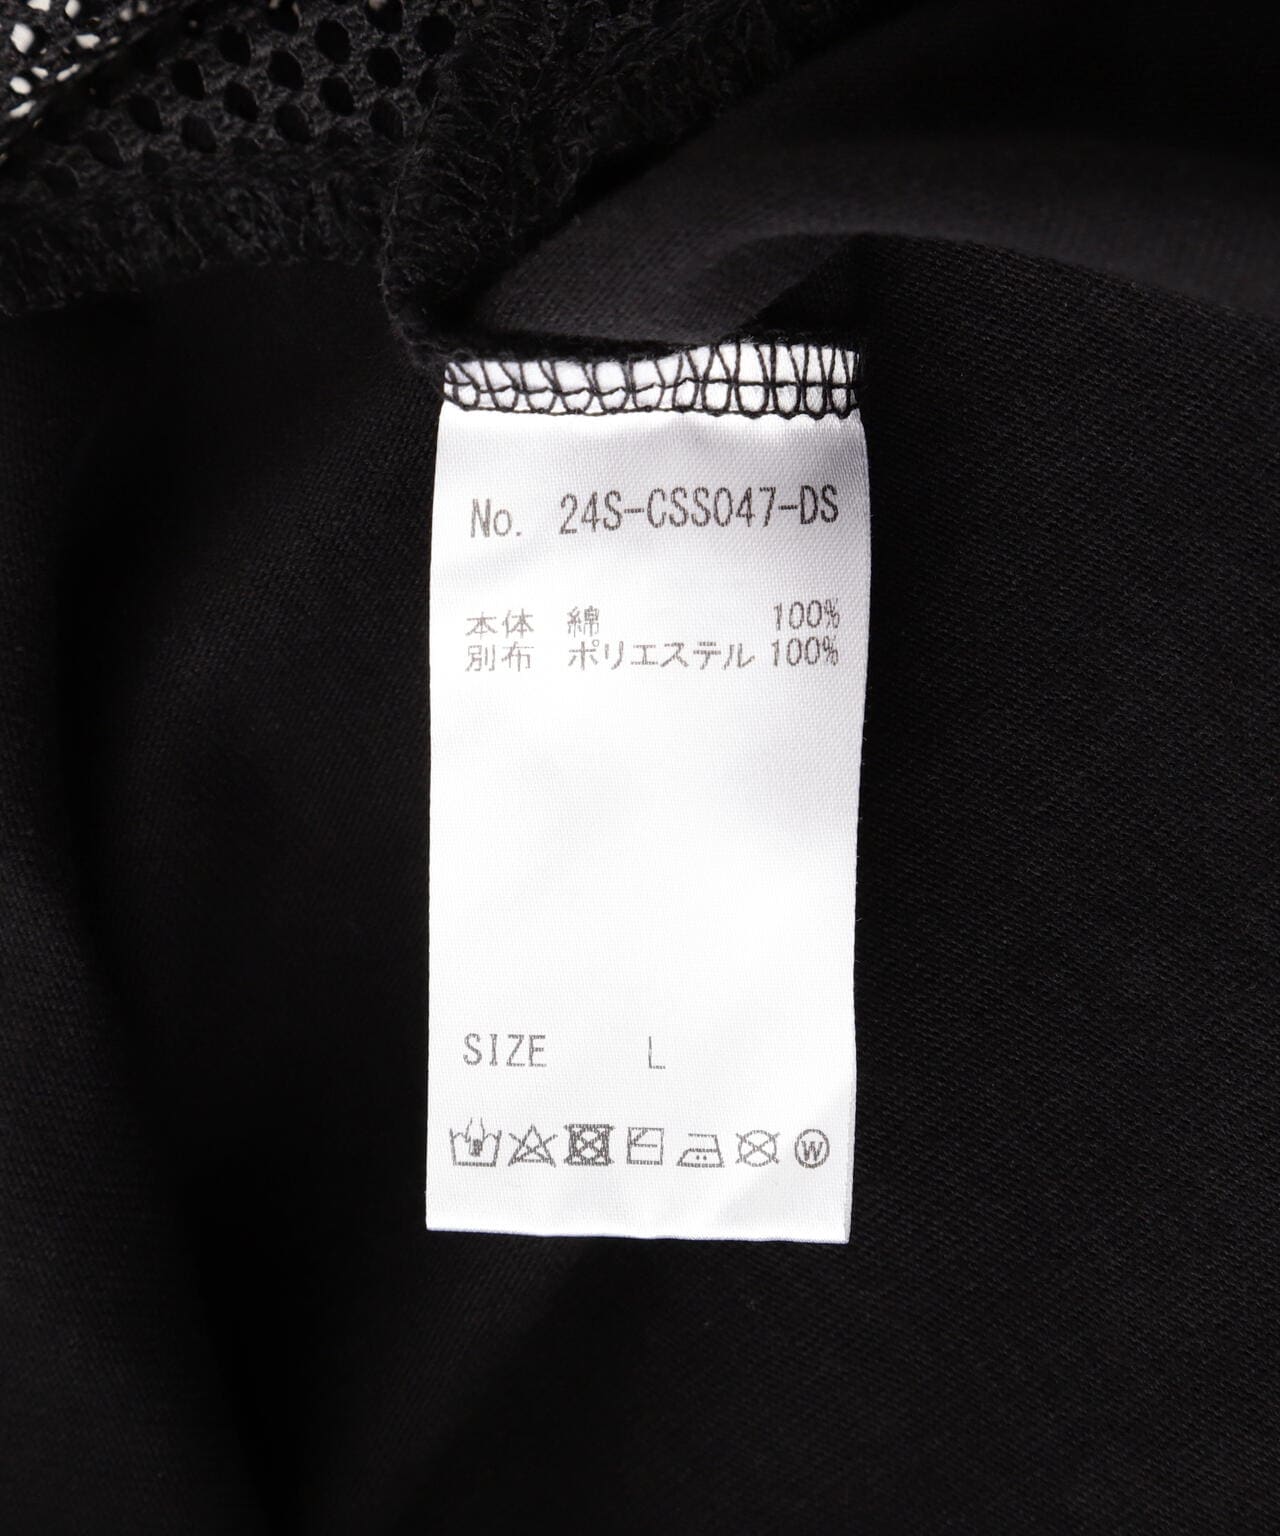 No. 24S-CSS047-DS
本体 綿 100%
別布 ポリエステル 100%
SIZE L
W